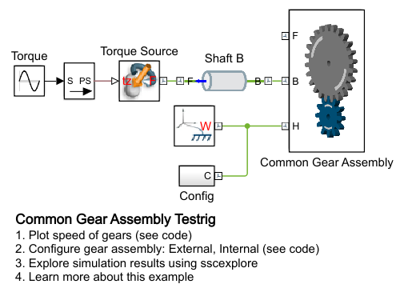 Torque
S PS
Torque Source
Shaft B
F
B
F
B
H
W
C
Config
Common Gear Assembly
Common Gear Assembly Testrig
1. Plot speed of gears (see code)
2. Configure gear assembly: External, Internal (see code)
3. Explore simulation results using sscexplore
4. Learn more about this example